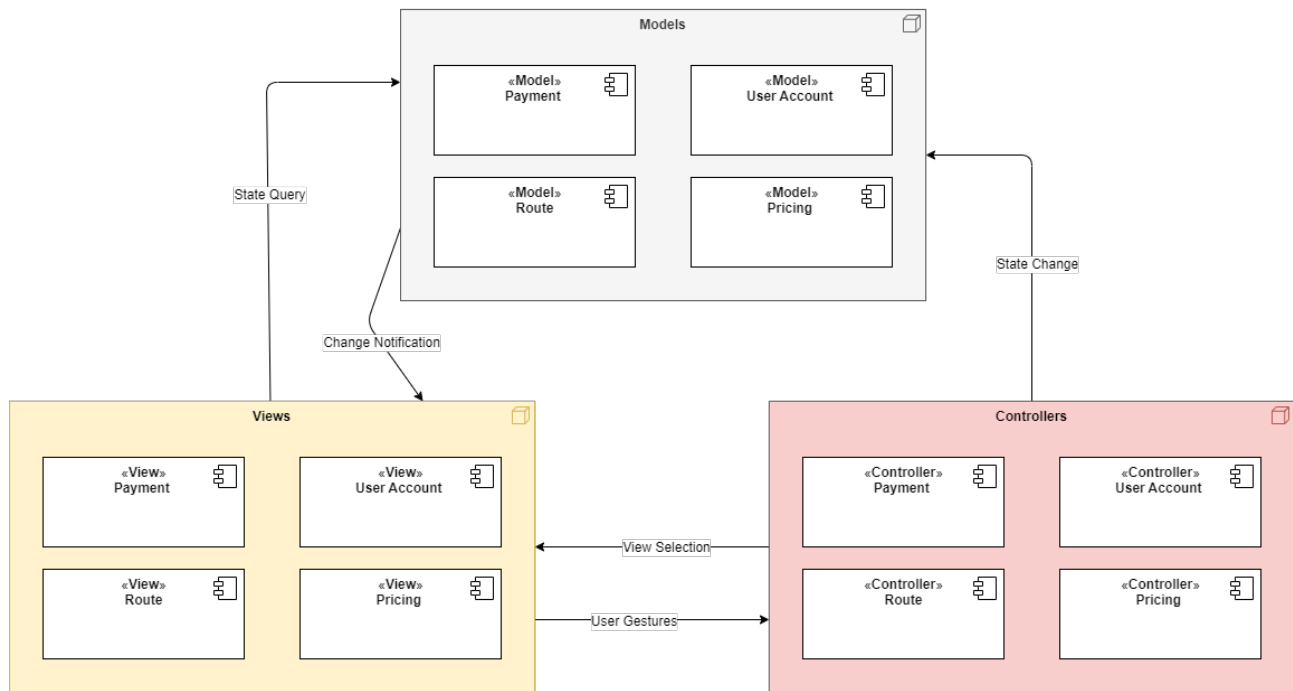 Models
«Model»
Payment
«Model»
User Account
«Model»
Route
«Model»
Pricing
State Query
State Change
Change Notification
Views
«View»
Payment
«View»
User Account
«View»
Route
«View»
Pricing
View Selection
User Gestures
Controllers
«Controller»
Payment
«Controller»
User Account
«Controller»
Route
«Controller»
Pricing